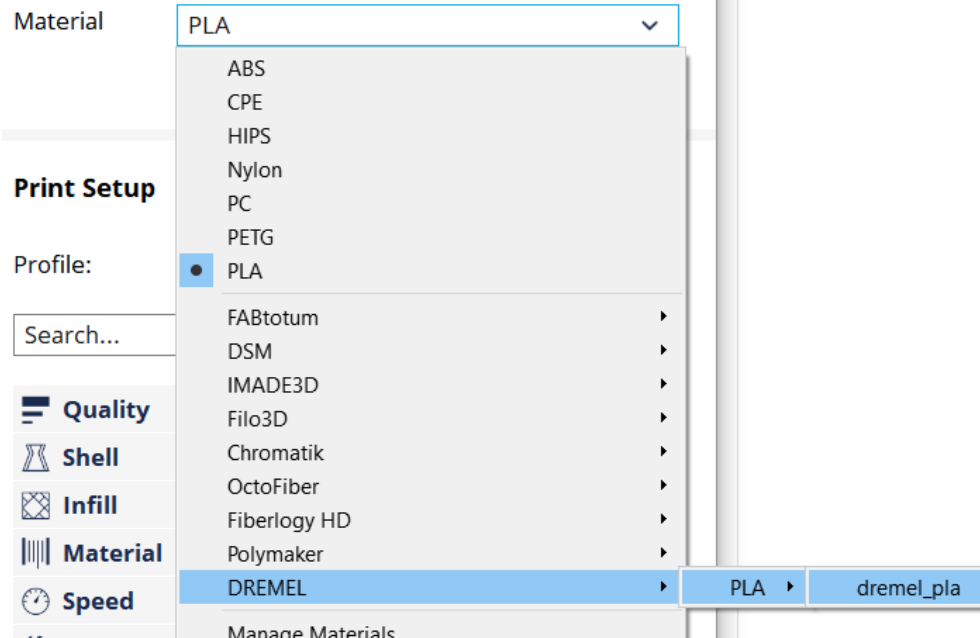 Material PLA
ABS
CPE
HIPS
Nylon
PC
PETG
PLA
FABtotum
DSM
IMADE3D
Filo3D
Chromatik
OctoFiber
Fiberlogy HD
Polymaker
DREMEL PLA dremel_pla
Manage Materials
Print Setup
Profile:
Search...
Quality
Shell
Infill
Material
Speed